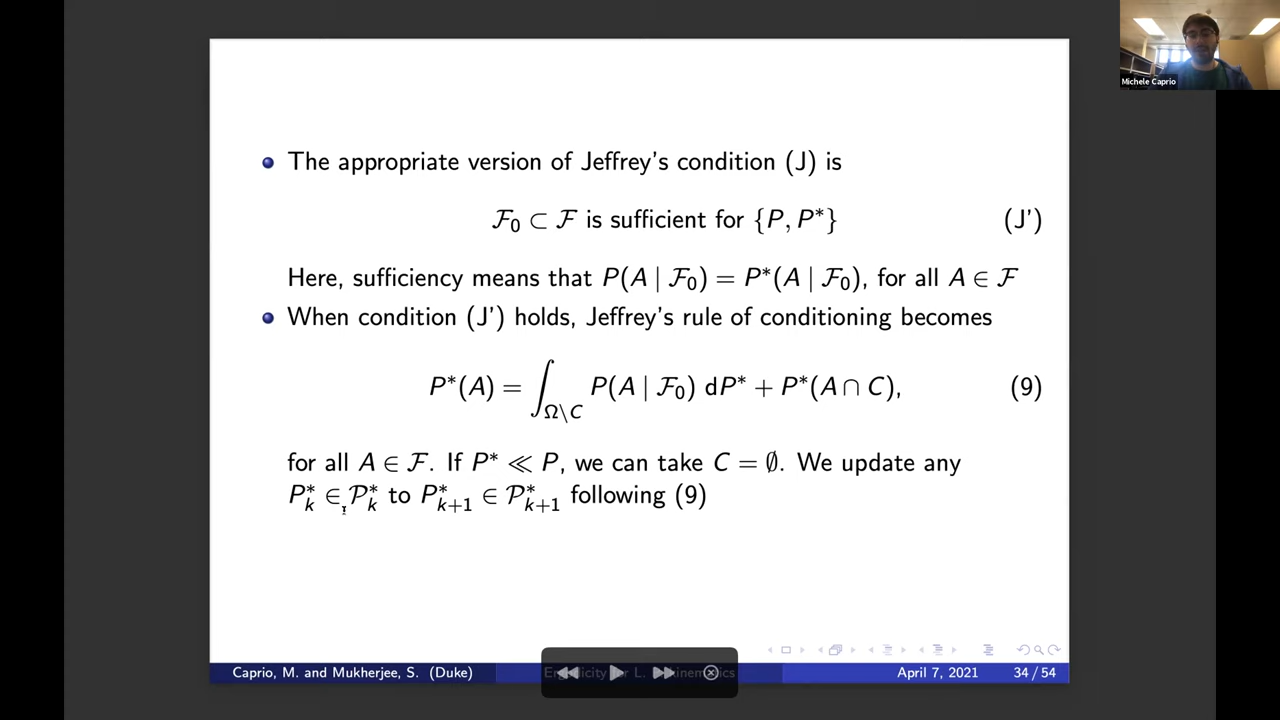 Michele Caprio
The appropriate version of Jeffrey's condition (J) is
ℱ₀ ⊂ ℱ is sufficient for {P, P*} (J')
Here, sufficiency means that P(A | ℱ₀) = P*(A | ℱ₀), for all A ∈ ℱ
When condition (J') holds, Jeffrey's rule of conditioning becomes
P*(A) = ∫_{Ω\C} P(A | ℱ₀) dP* + P*(A ∩ C), (9)
for all A ∈ ℱ. If P* ≪ P, we can take C = ∅. We update any
P*_k ∈ 𝒫*_k to P*_{k+1} ∈ 𝒫*_{k+1} following (9)
Caprio, M. and Mukherjee, S. (Duke) April 7, 2021 34 / 54